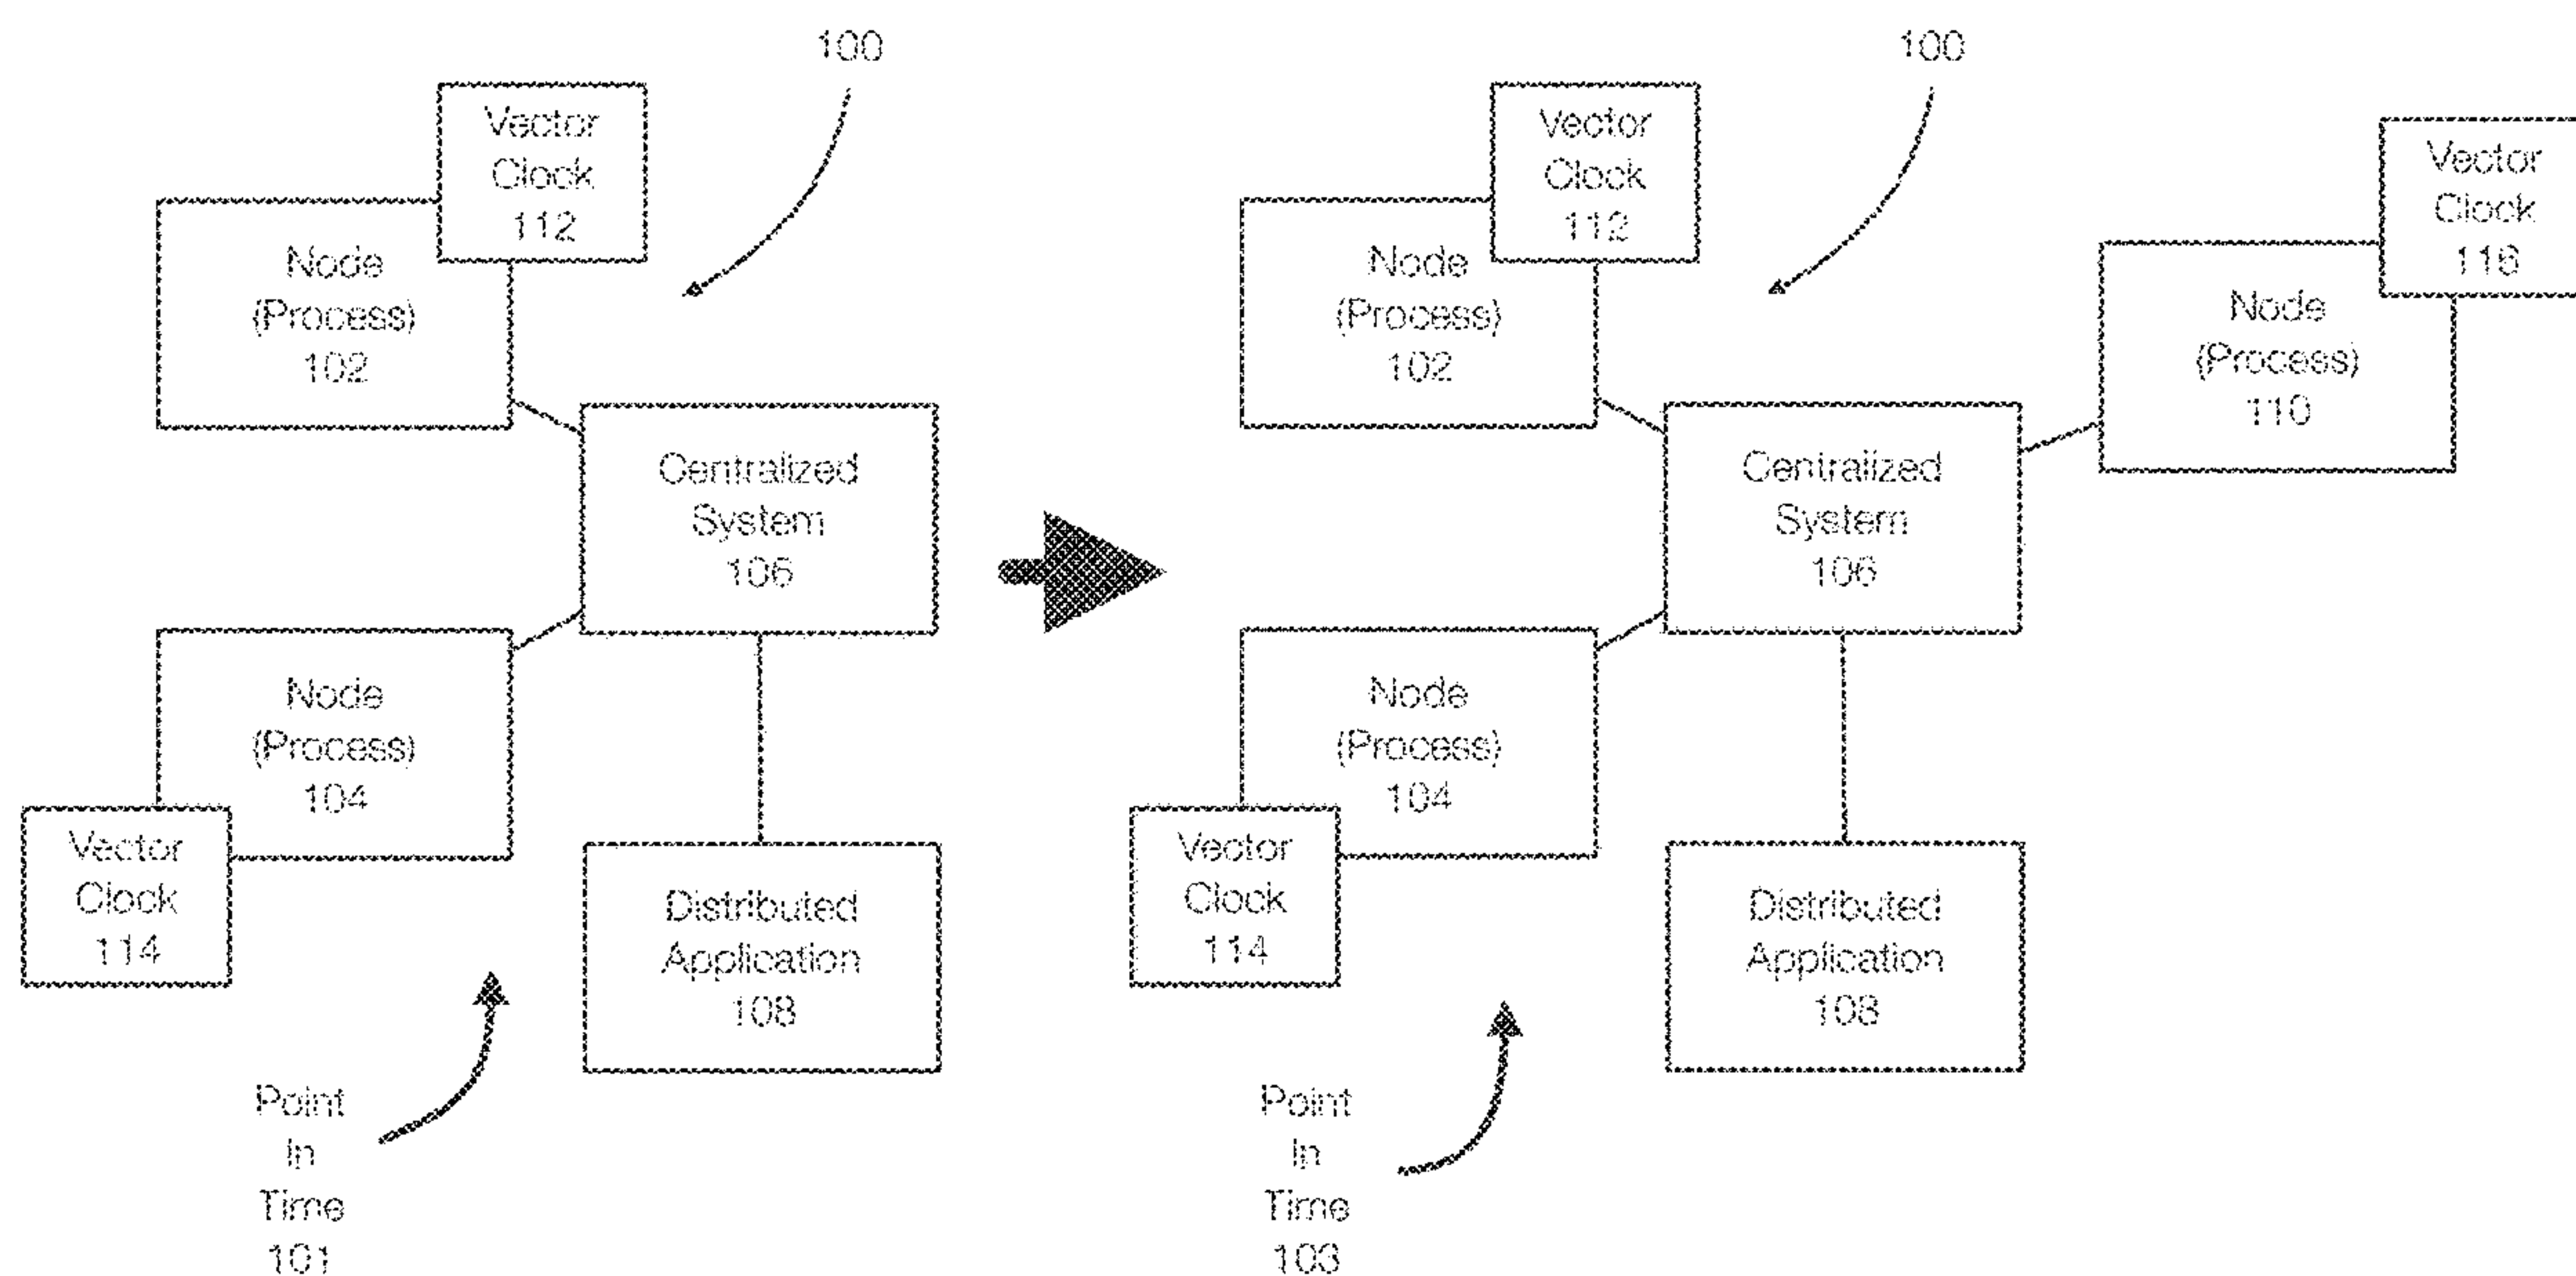 100
Vector
Clock
112
Node
(Process)
102
Centralized
System
106
Node
(Process)
104
Vector
Clock
114
Distributed
Application
108
Point
in
Time
101
100
Vector
Clock
112
Node
(Process)
102
Vector
Clock
116
Node
(Process)
110
Centralized
System
106
Node
(Process)
104
Vector
Clock
114
Distributed
Application
108
Point
in
Time
103